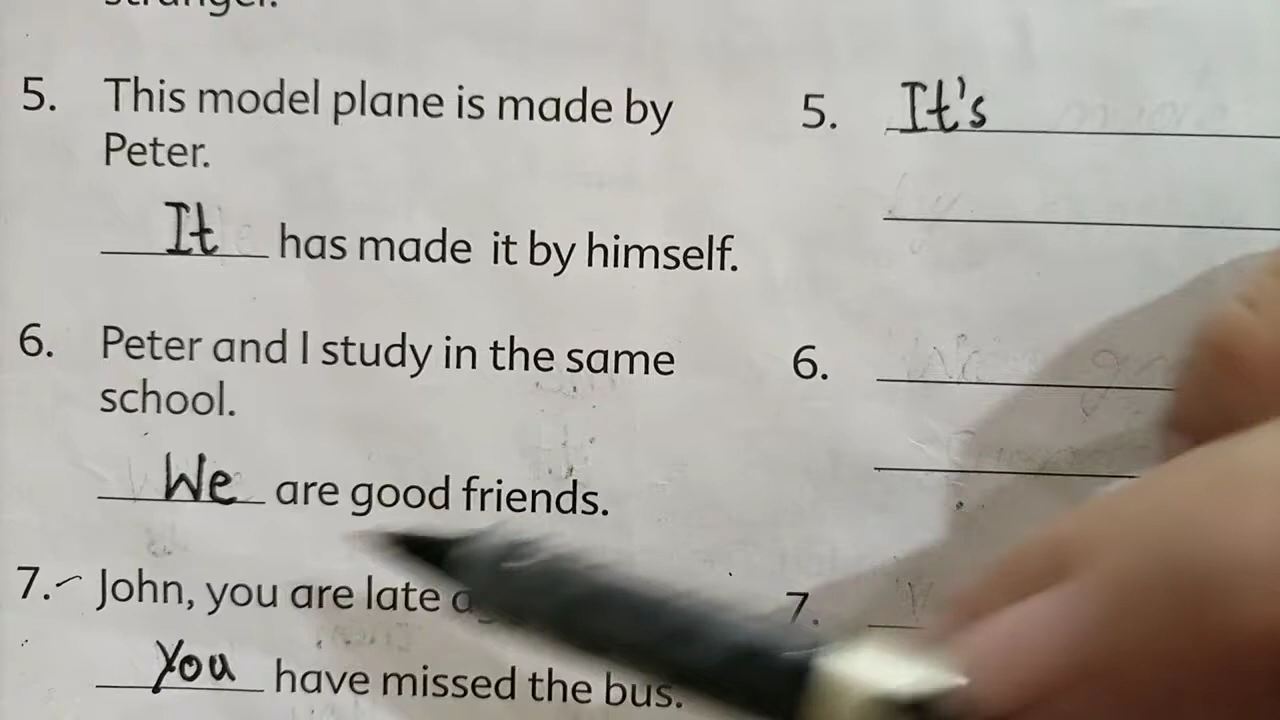 stranger.
5. This model plane is made by
Peter.
It has made it by himself.
6. Peter and I study in the same
school.
We are good friends.
7. John, you are late
You have missed the bus.
5. It's
6.
7.